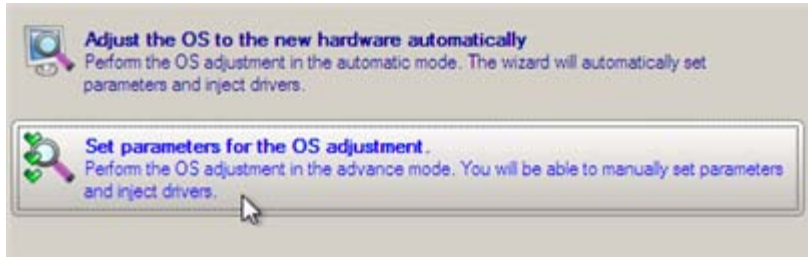 Adjust the OS to the new hardware automatically
Perform the OS adjustment in the automatic mode. The wizard will automatically set
parameters and inject drivers.
Set parameters for the OS adjustment.
Perform the OS adjustment in the advance mode. You will be able to manually set parameters
and inject drivers.